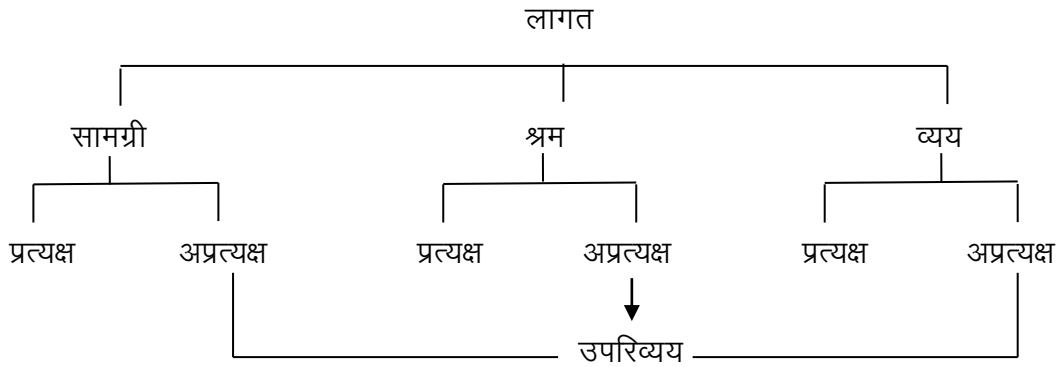 लागत
सामग्री श्रम व्यय
प्रत्यक्ष अप्रत्यक्ष प्रत्यक्ष अप्रत्यक्ष प्रत्यक्ष अप्रत्यक्ष
उपरिव्यय